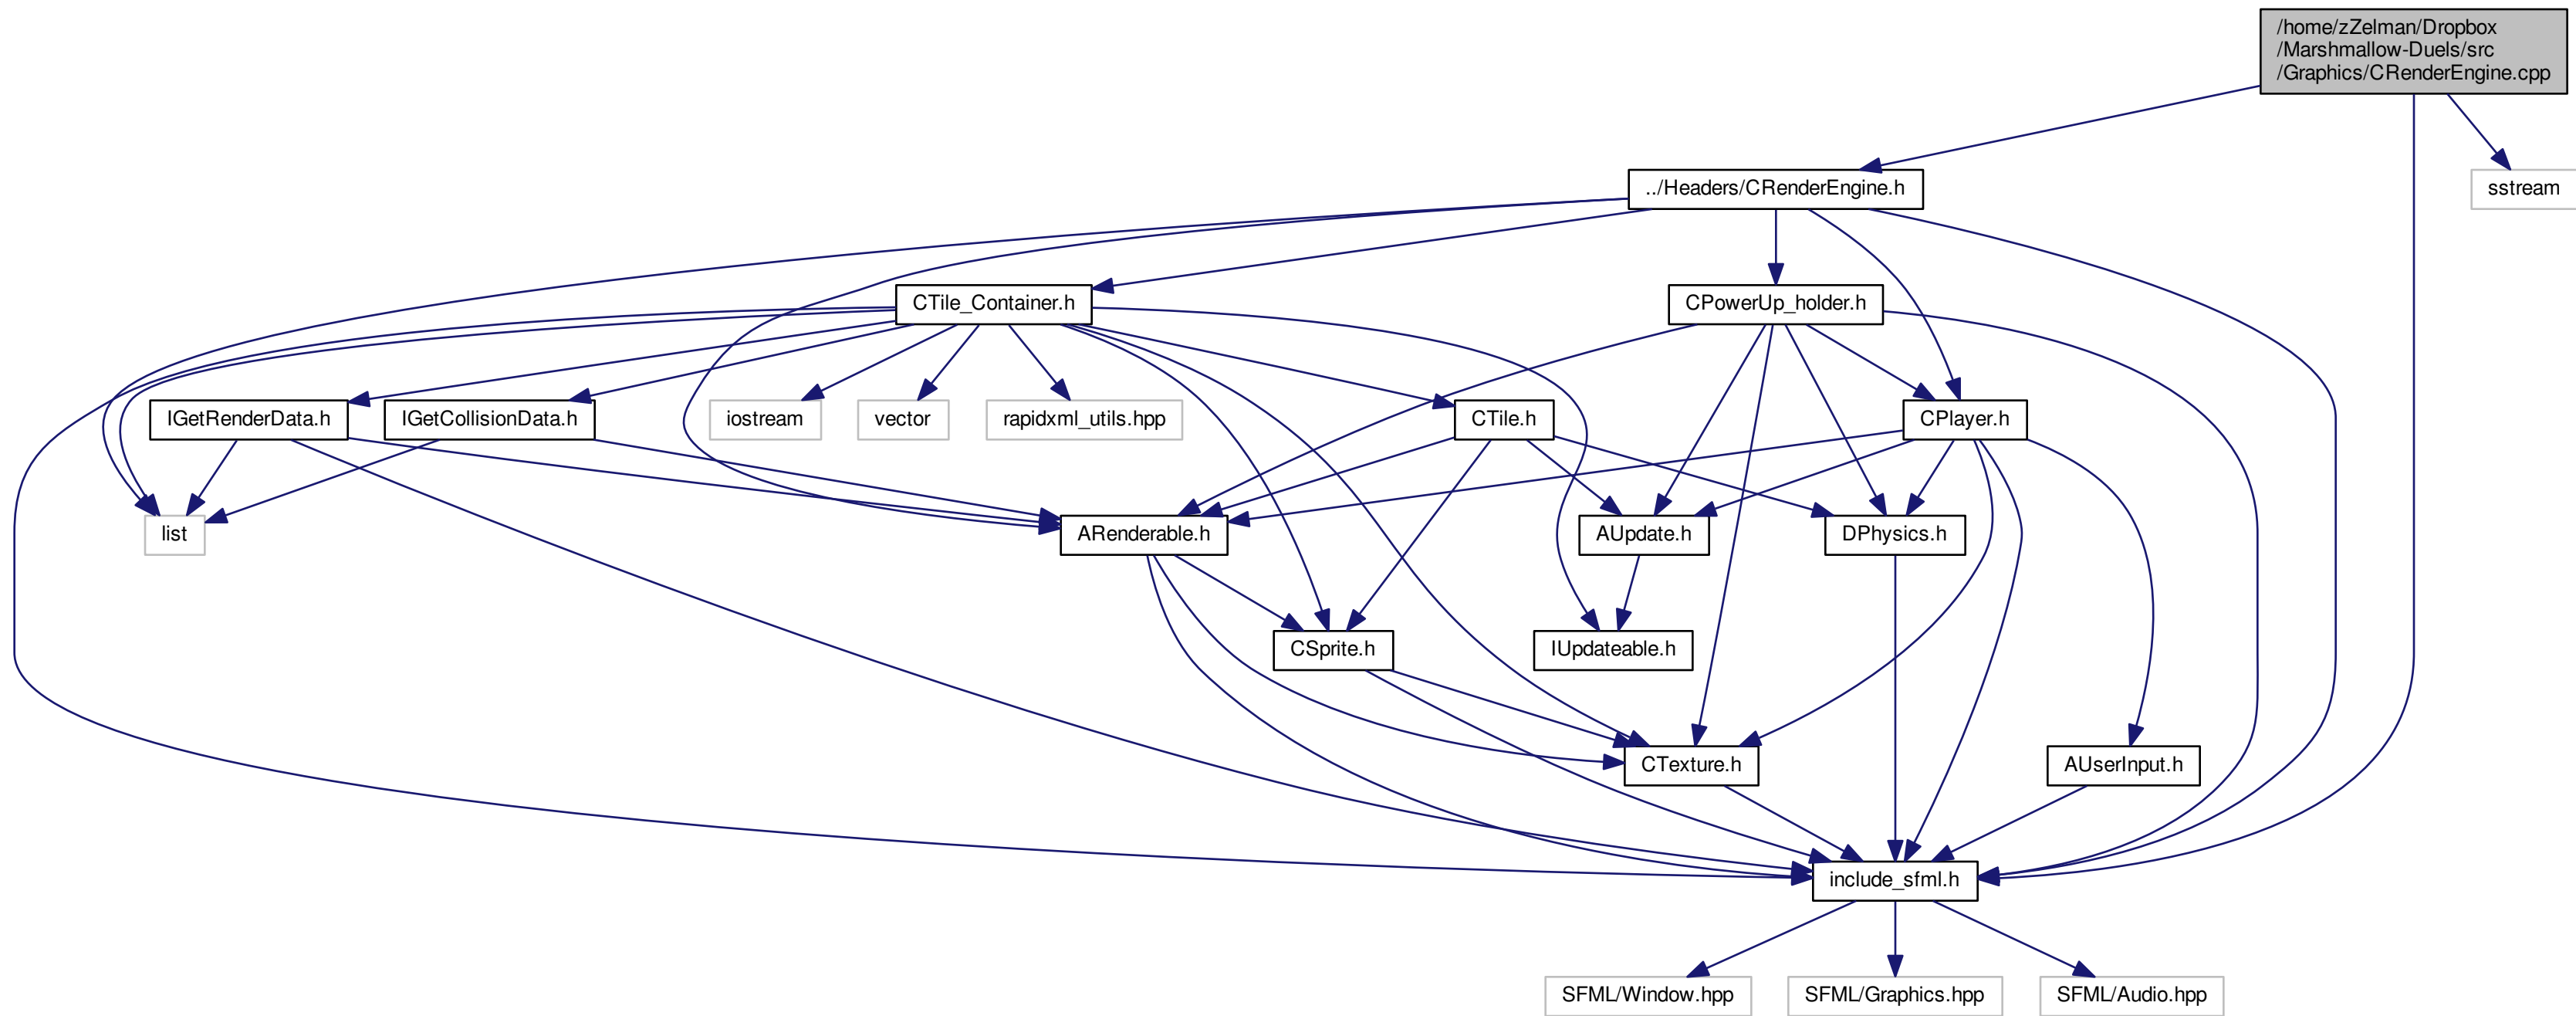 /home/zZelman/Dropbox
/Marshmallow-Duels/src
/Graphics/CRenderEngine.cpp
../Headers/CRenderEngine.h
sstream
CTile_Container.h
CPowerUp_holder.h
IGetRenderData.h
IGetCollisionData.h
iostream
vector
rapidxml_utils.hpp
CTile.h
CPlayer.h
list
ARenderable.h
AUpdate.h
DPhysics.h
CSprite.h
IUpdateable.h
CTexture.h
AUserInput.h
include_sfml.h
SFML/Window.hpp
SFML/Graphics.hpp
SFML/Audio.hpp